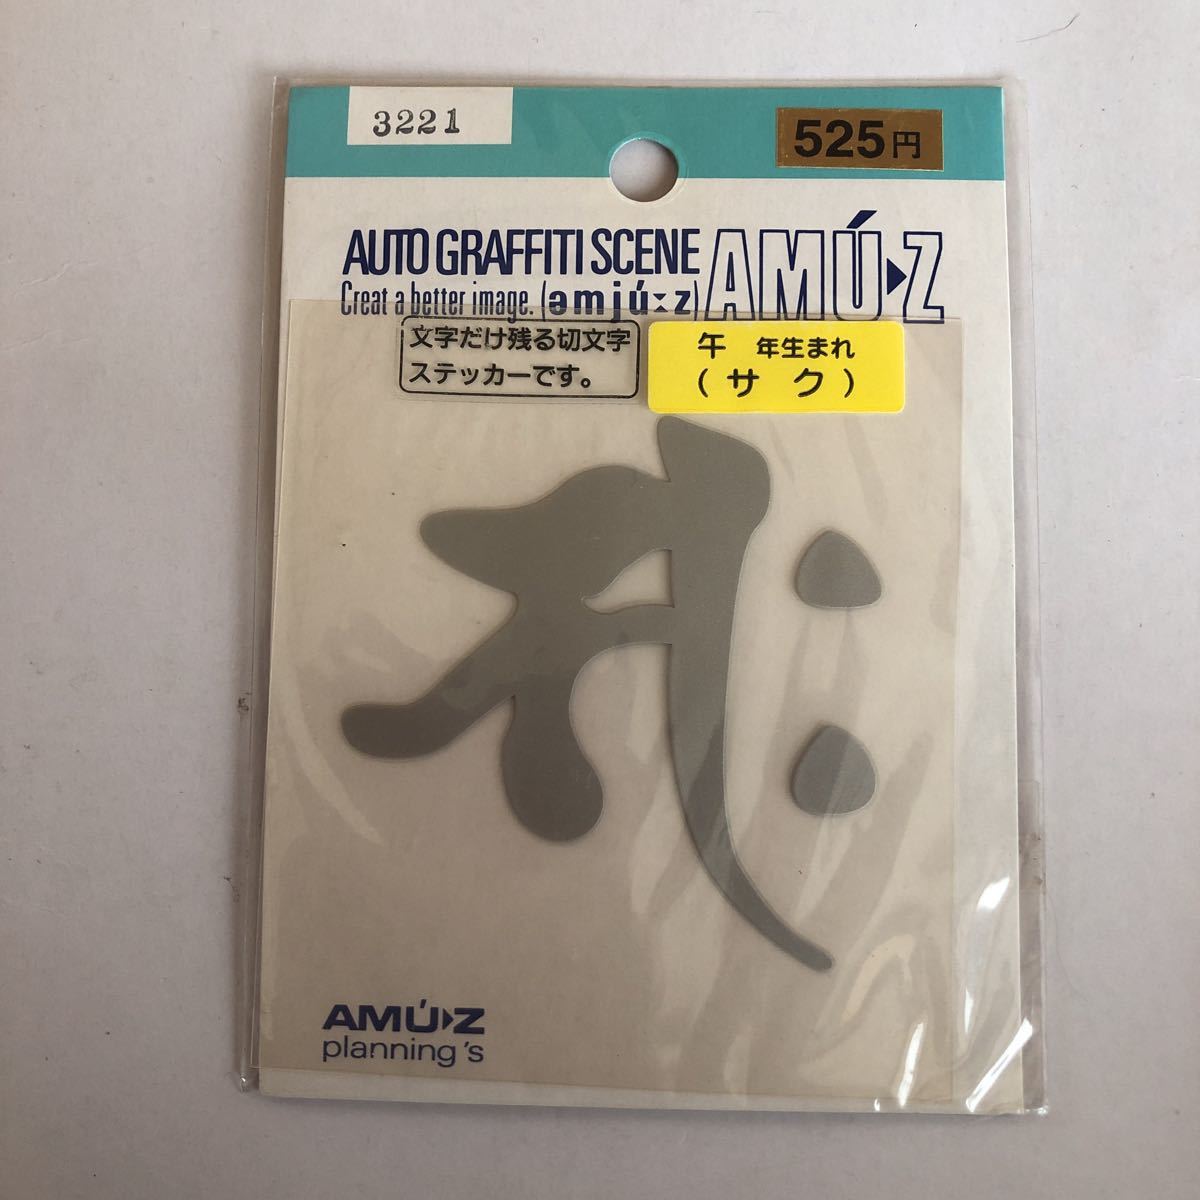 3221
525円
AUTO GRAFFITI SCENE AMÚZ
Creat a better image. (əmjú:z)
文字だけ残る切文字
ステッカーです。
午 年生まれ
(サク)
AMÚZ
planning's